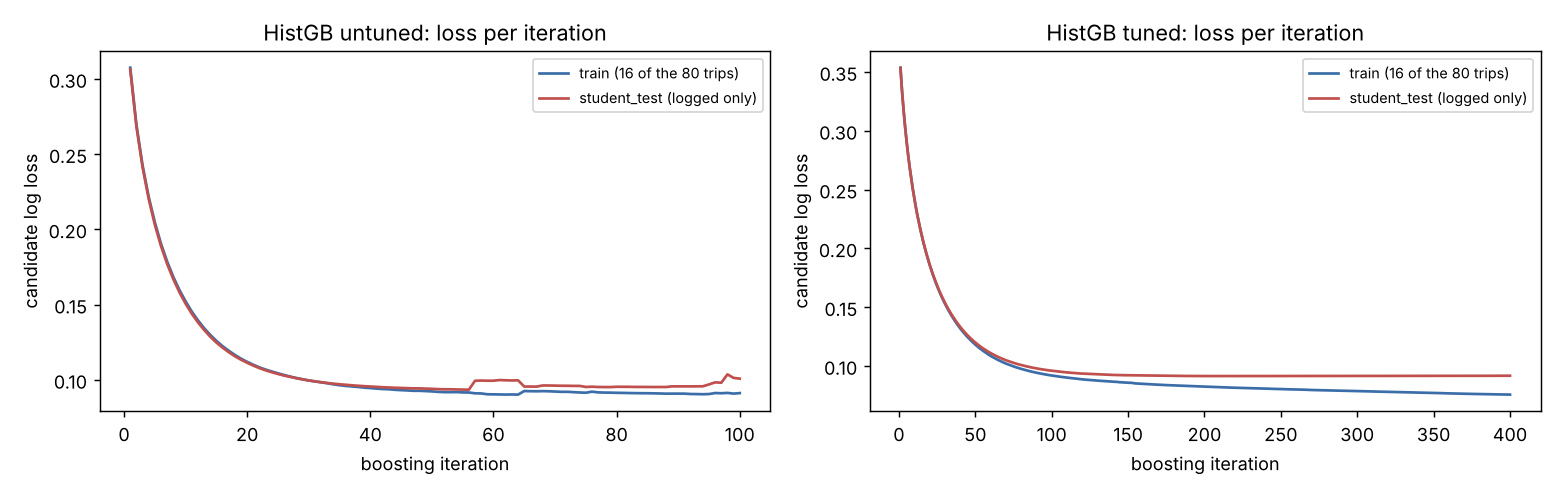 HistGB untuned: loss per iteration
train (16 of the 80 trips)
student_test (logged only)
candidate log loss
0.30
0.25
0.20
0.15
0.10
0
20
40
60
80
100
boosting iteration
HistGB tuned: loss per iteration
train (16 of the 80 trips)
student_test (logged only)
candidate log loss
0.35
0.30
0.25
0.20
0.15
0.10
0
50
100
150
200
250
300
350
400
boosting iteration